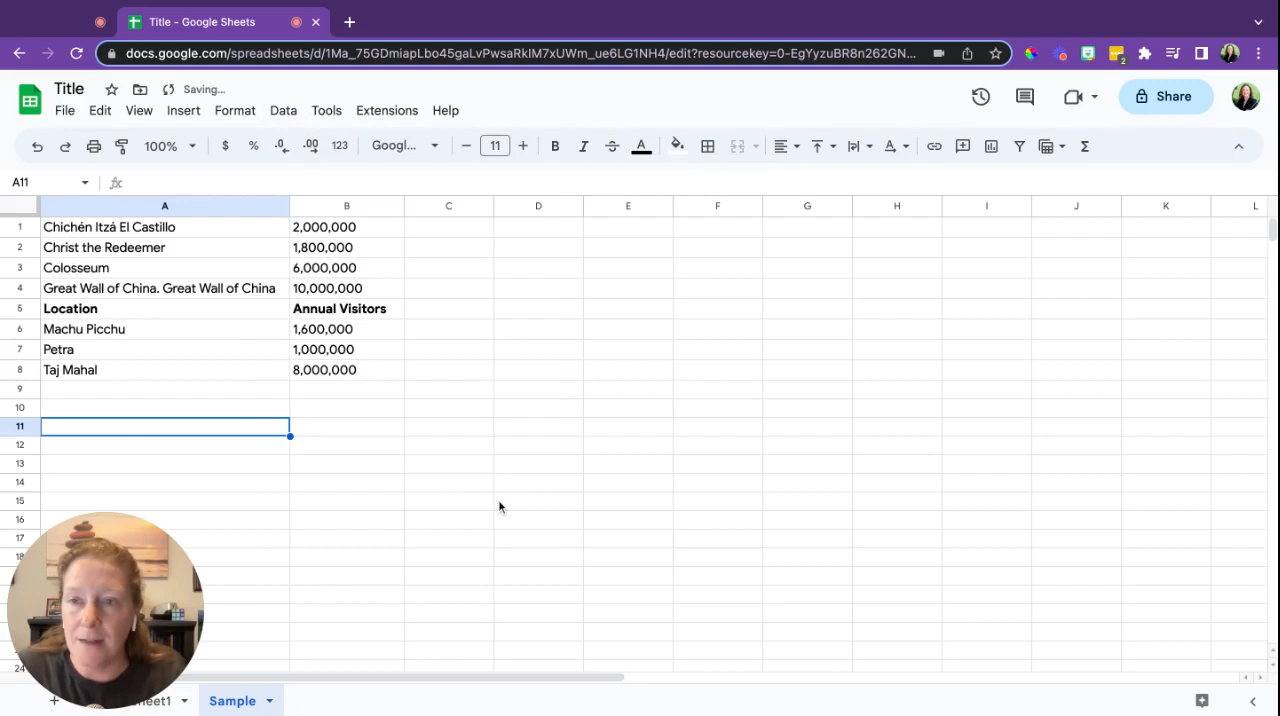 Title - Google Sheets
docs.google.com/spreadsheets/d/1Ma_75GDmiapLbo45gaLVPwsaRkIM7xUWm_ue6LG1NH4/edit?resourcekey=0-EgYyzuBR8n262GN...
2
Title
Saving...
File Edit View Insert Format Data Tools Extensions Help
Share
100%
$ % .0 .00 123
Googl...
11
B I A
A11
fx
A B C D E F G H I J K L
1 Chichén Itzá El Castillo 2,000,000
2 Christ the Redeemer 1,800,000
3 Colosseum 6,000,000
4 Great Wall of China. Great Wall of China 10,000,000
5 Location Annual Visitors
6 Machu Picchu 1,600,000
7 Petra 1,000,000
8 Taj Mahal 8,000,000
9
10
11
12
13
14
15
16
17
18
24
Sample